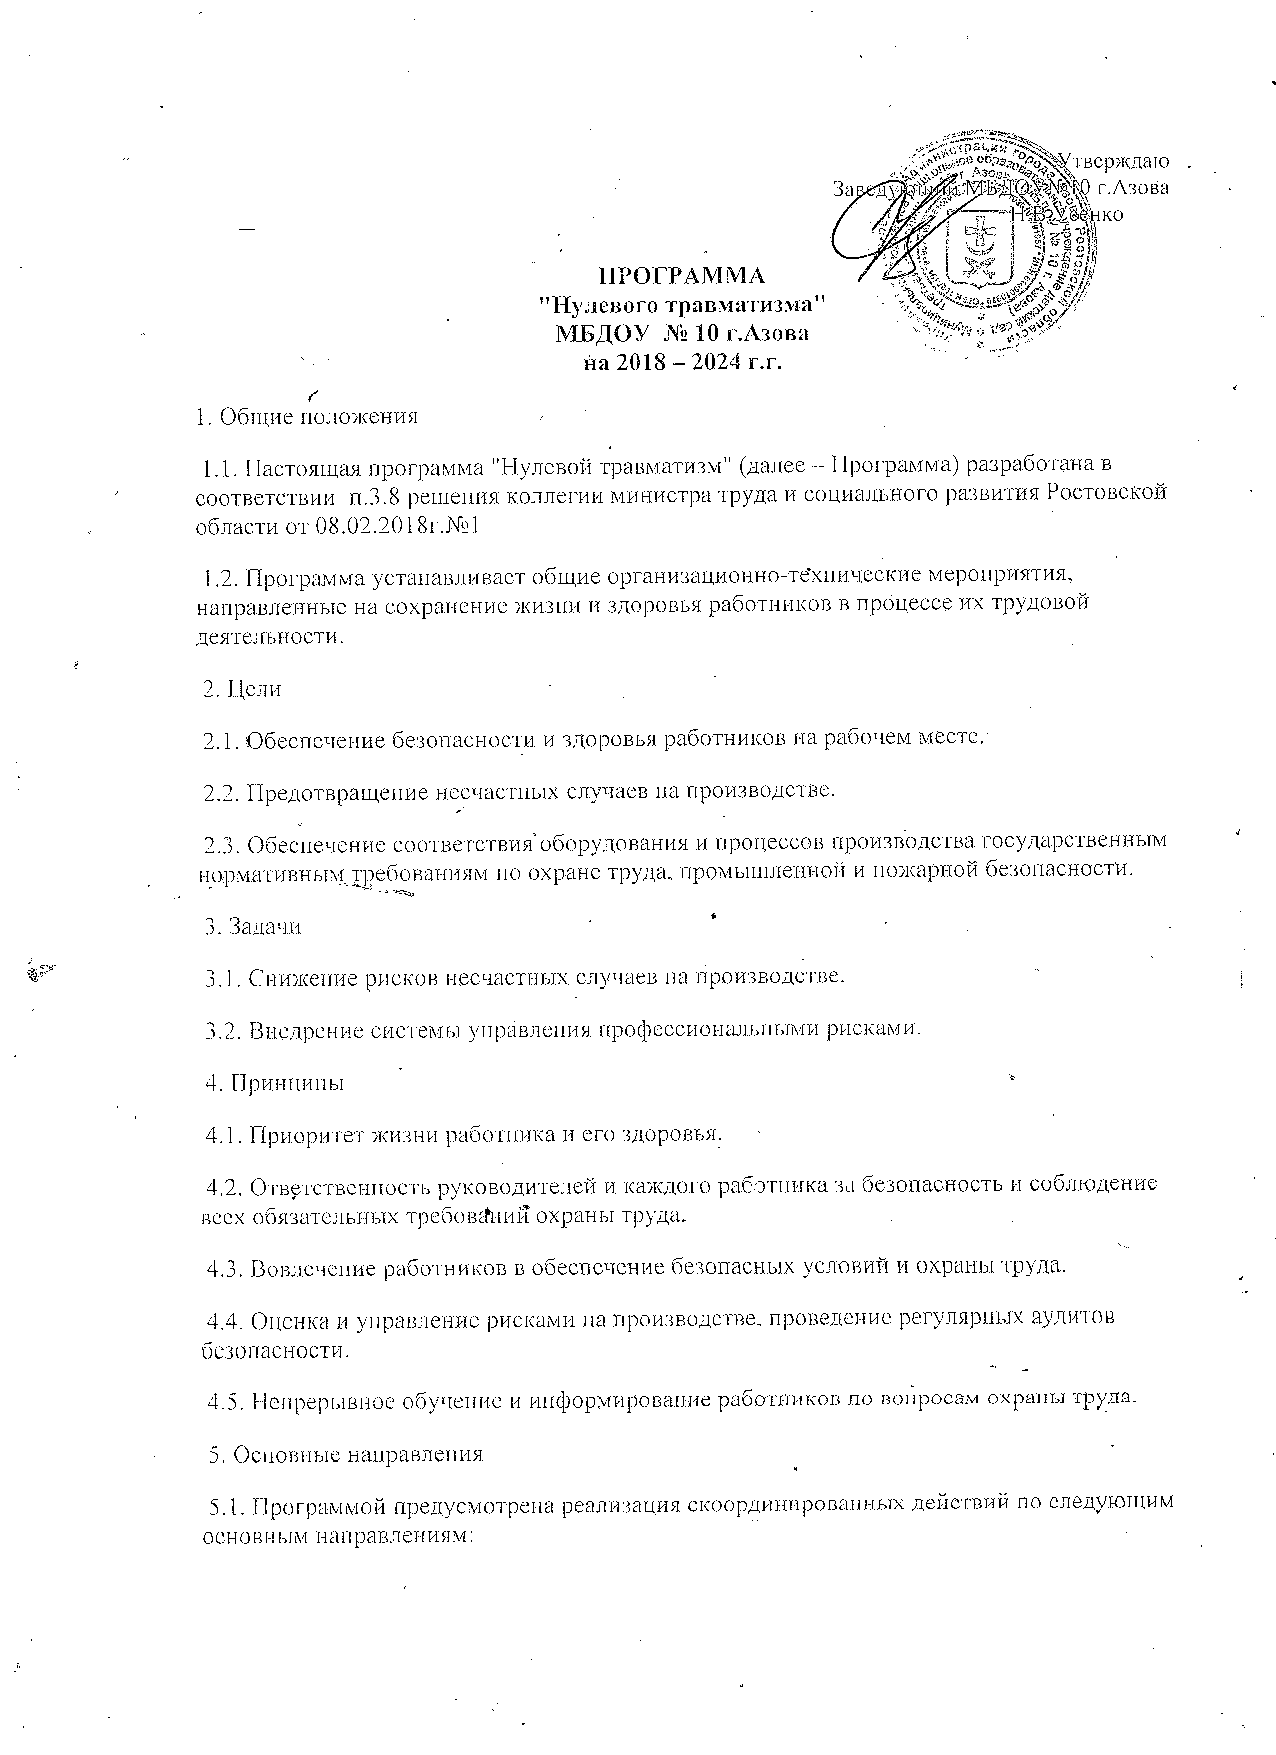 Утверждаю
Заведующий МБДОУ №10 г.Азова
ПРОГРАММА
"Нулевого травматизма"
МБДОУ № 10 г.Азова
на 2018 – 2024 г.г.
1. Общие положения
1.1. Настоящая программа "Нулевой травматизм" (далее – Программа) разработана в
соответствии п.3.8 решения коллегии министра труда и социального развития Ростовской
области от 08.02.2018г.№1
1.2. Программа устанавливает общие организационно-технические мероприятия,
направленные на сохранение жизни и здоровья работников в процессе их трудовой
деятельности.
2. Цели
2.1. Обеспечение безопасности и здоровья работников на рабочем месте.
2.2. Предотвращение несчастных случаев на производстве.
2.3. Обеспечение соответствия оборудования и процессов производства государственным
нормативным требованиям по охране труда, промышленной и пожарной безопасности.
3. Задачи
3.1. Снижение рисков несчастных случаев на производстве.
3.2. Внедрение системы управления профессиональными рисками.
4. Принципы
4.1. Приоритет жизни работника и его здоровья.
4.2. Ответственность руководителей и каждого работника за безопасность и соблюдение
всех обязательных требований охраны труда.
4.3. Вовлечение работников в обеспечение безопасных условий и охраны труда.
4.4. Оценка и управление рисками на производстве, проведение регулярных аудитов
безопасности.
4.5. Непрерывное обучение и информирование работников по вопросам охраны труда.
5. Основные направления
5.1. Программой предусмотрена реализация скоординированных действий по следующим
основным направлениям: